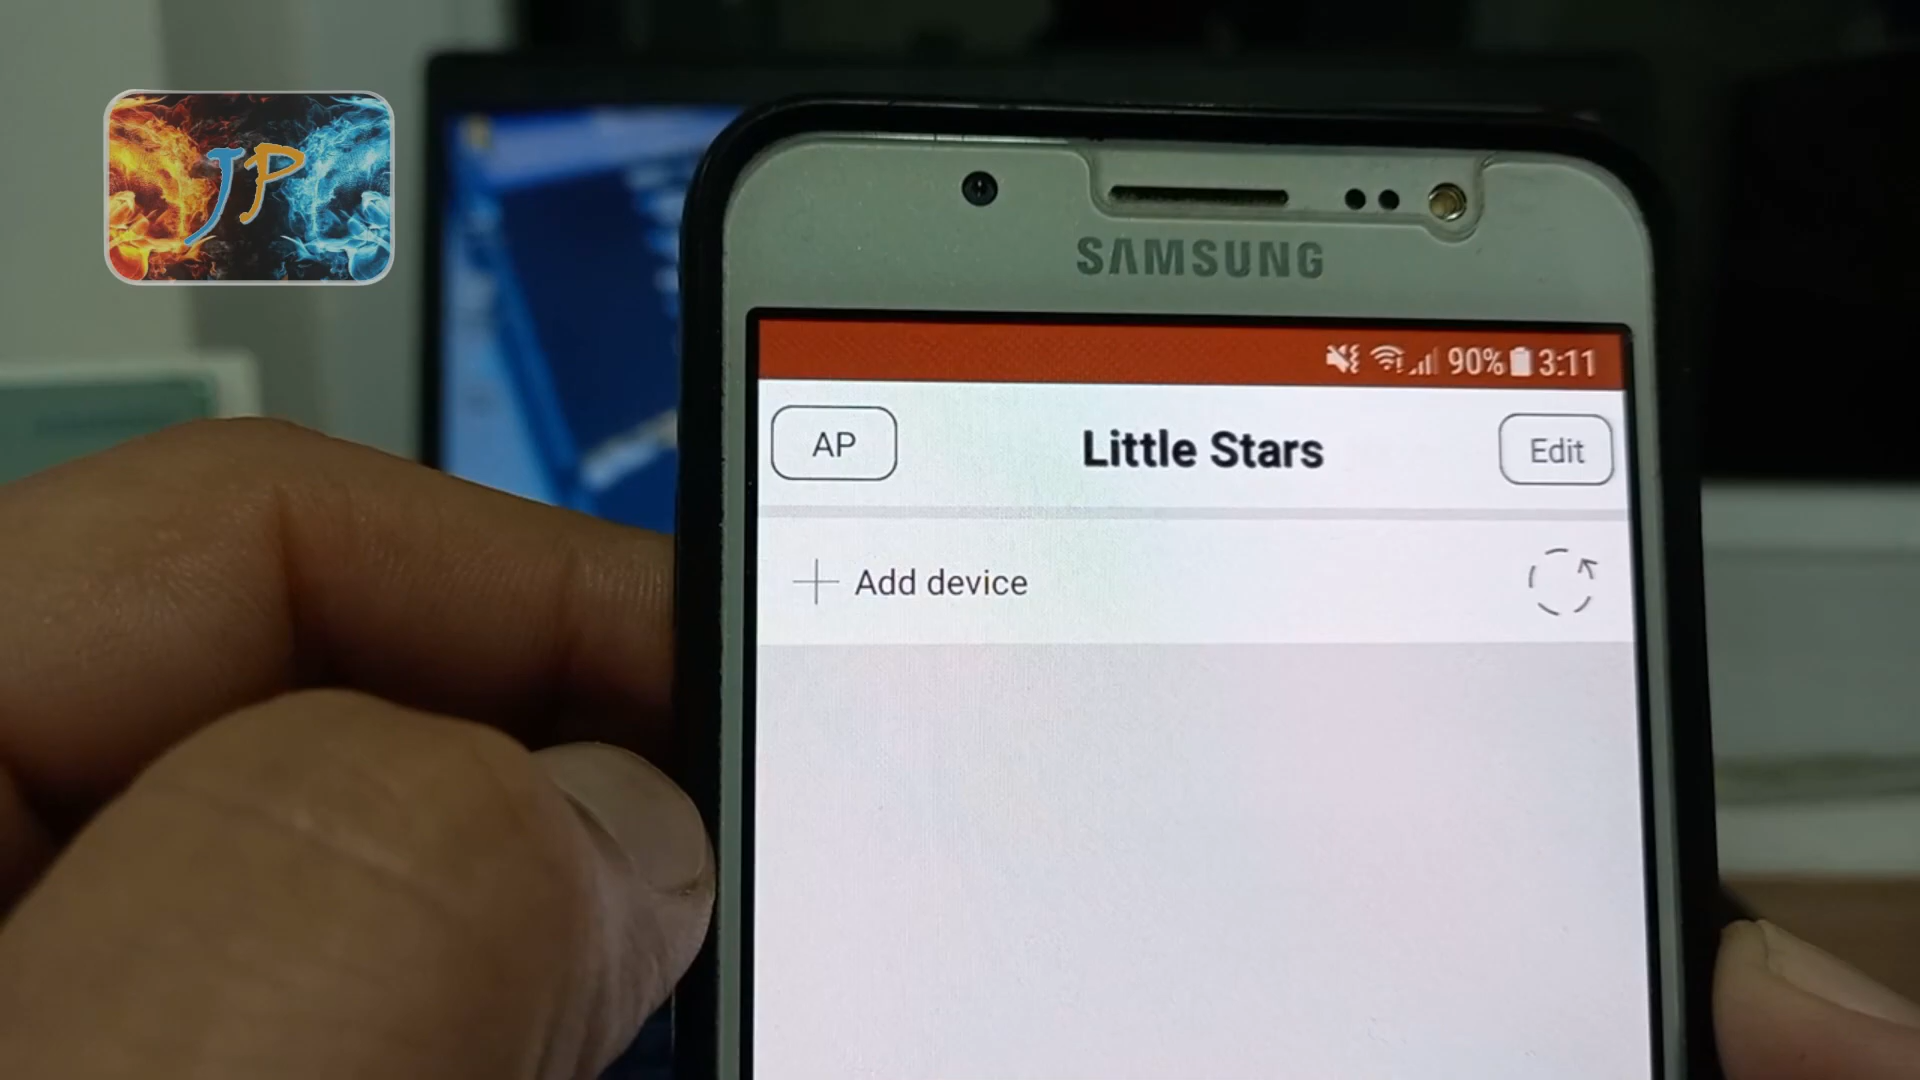 JP
SAMSUNG
90% 3:11
AP
Little Stars
Edit
Add device